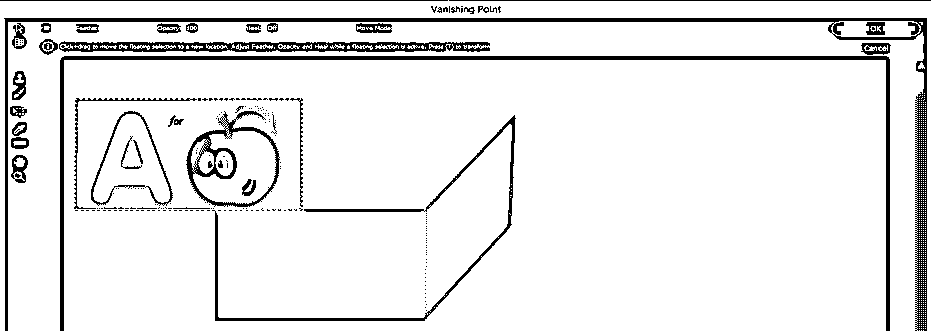 Vanishing Point
Feather: Opacity: 100 Heal: Off Move Mode: OK
Click+drag to move the floating selection to a new location. Adjust Feather, Opacity and Heal while a floating selection is active. Press (T) to transform Cancel
A for